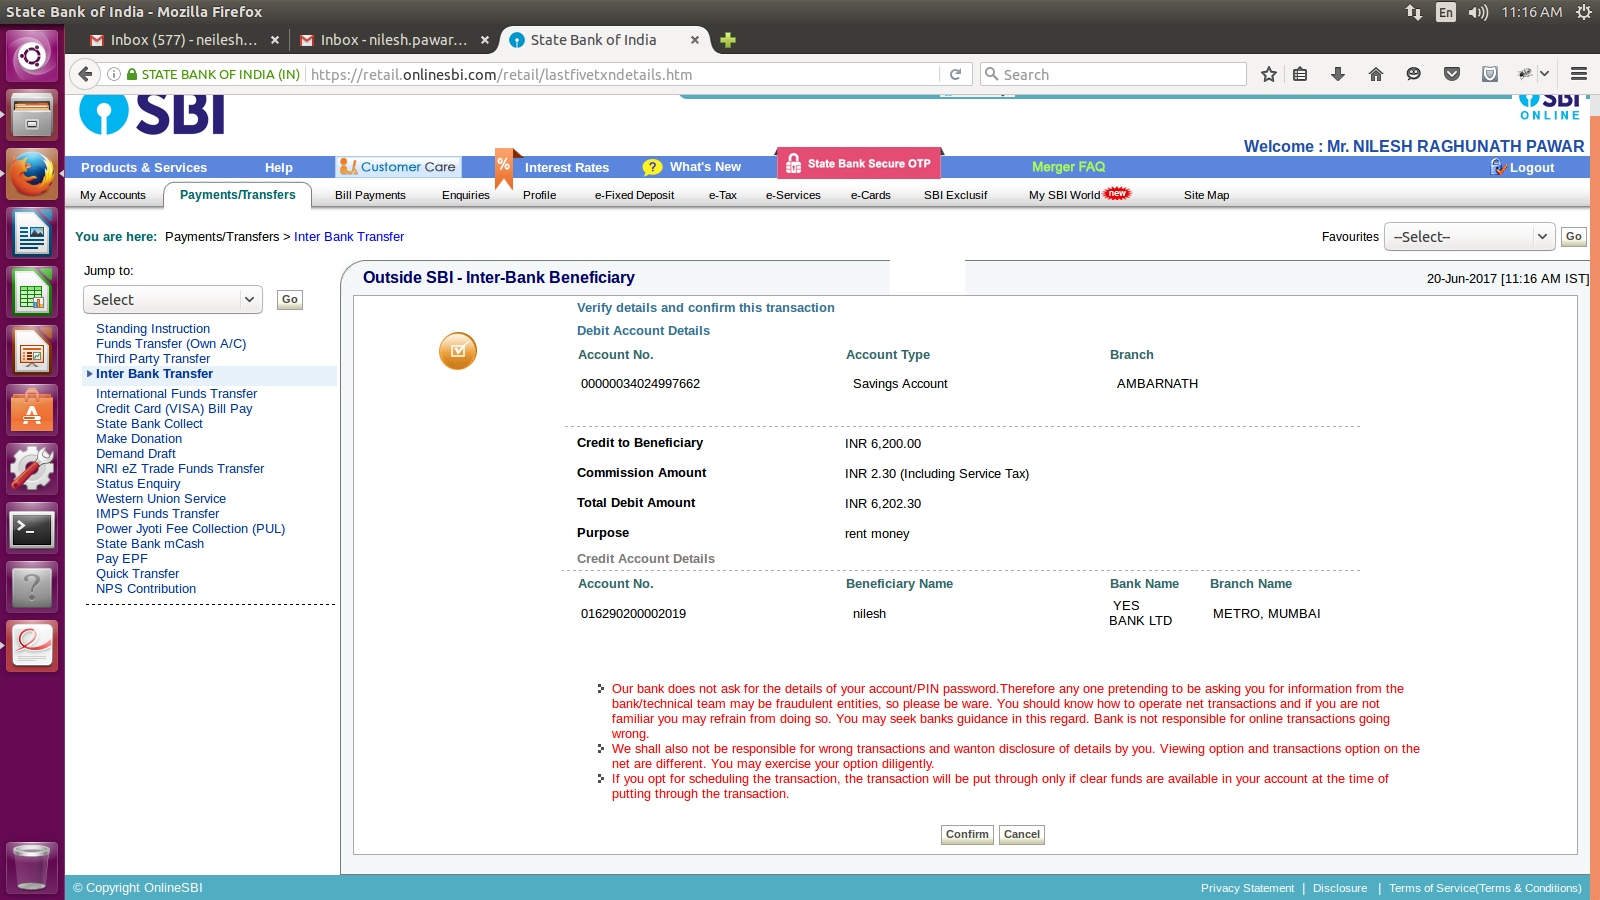 State Bank of India - Mozilla Firefox
En
11:16 AM
Inbox (577) - neilesh...
Inbox - nilesh.pawar...
State Bank of India
STATE BANK OF INDIA (IN)
https://retail.onlinesbi.com/retail/lastfivetxndetails.htm
Search
SBI
SBI
ONLINE
Welcome : Mr. NILESH RAGHUNATH PAWAR
Products & Services
Help
Customer Care
%
Interest Rates
?
What's New
State Bank Secure OTP
Merger FAQ
Logout
My Accounts
Payments/Transfers
Bill Payments
Enquiries
Profile
e-Fixed Deposit
e-Tax
e-Services
e-Cards
SBI Exclusif
My SBI World new
Site Map
You are here: Payments/Transfers > Inter Bank Transfer
Favourites
--Select--
Go
Jump to:
Select
Go
Standing Instruction
Funds Transfer (Own A/C)
Third Party Transfer
Inter Bank Transfer
International Funds Transfer
Credit Card (VISA) Bill Pay
State Bank Collect
Make Donation
Demand Draft
NRI eZ Trade Funds Transfer
Status Enquiry
Western Union Service
IMPS Funds Transfer
Power Jyoti Fee Collection (PUL)
State Bank mCash
Pay EPF
Quick Transfer
NPS Contribution
Outside SBI - Inter-Bank Beneficiary
20-Jun-2017 [11:16 AM IST]
Verify details and confirm this transaction
Debit Account Details
Account No. Account Type Branch
00000034024997662 Savings Account AMBARNATH
Credit to Beneficiary INR 6,200.00
Commission Amount INR 2.30 (Including Service Tax)
Total Debit Amount INR 6,202.30
Purpose rent money
Credit Account Details
Account No. Beneficiary Name Bank Name Branch Name
016290200002019 nilesh YES BANK LTD METRO, MUMBAI
Our bank does not ask for the details of your account/PIN password.Therefore any one pretending to be asking you for information from the
bank/technical team may be fraudulent entities, so please be ware. You should know how to operate net transactions and if you are not
familiar you may refrain from doing so. You may seek banks guidance in this regard. Bank is not responsible for online transactions going
wrong.
We shall also not be responsible for wrong transactions and wanton disclosure of details by you. Viewing option and transactions option on the
net are different. You may exercise your option diligently.
If you opt for scheduling the transaction, the transaction will be put through only if clear funds are available in your account at the time of
putting through the transaction.
Confirm
Cancel
© Copyright OnlineSBI
Privacy Statement | Disclosure | Terms of Service(Terms & Conditions)